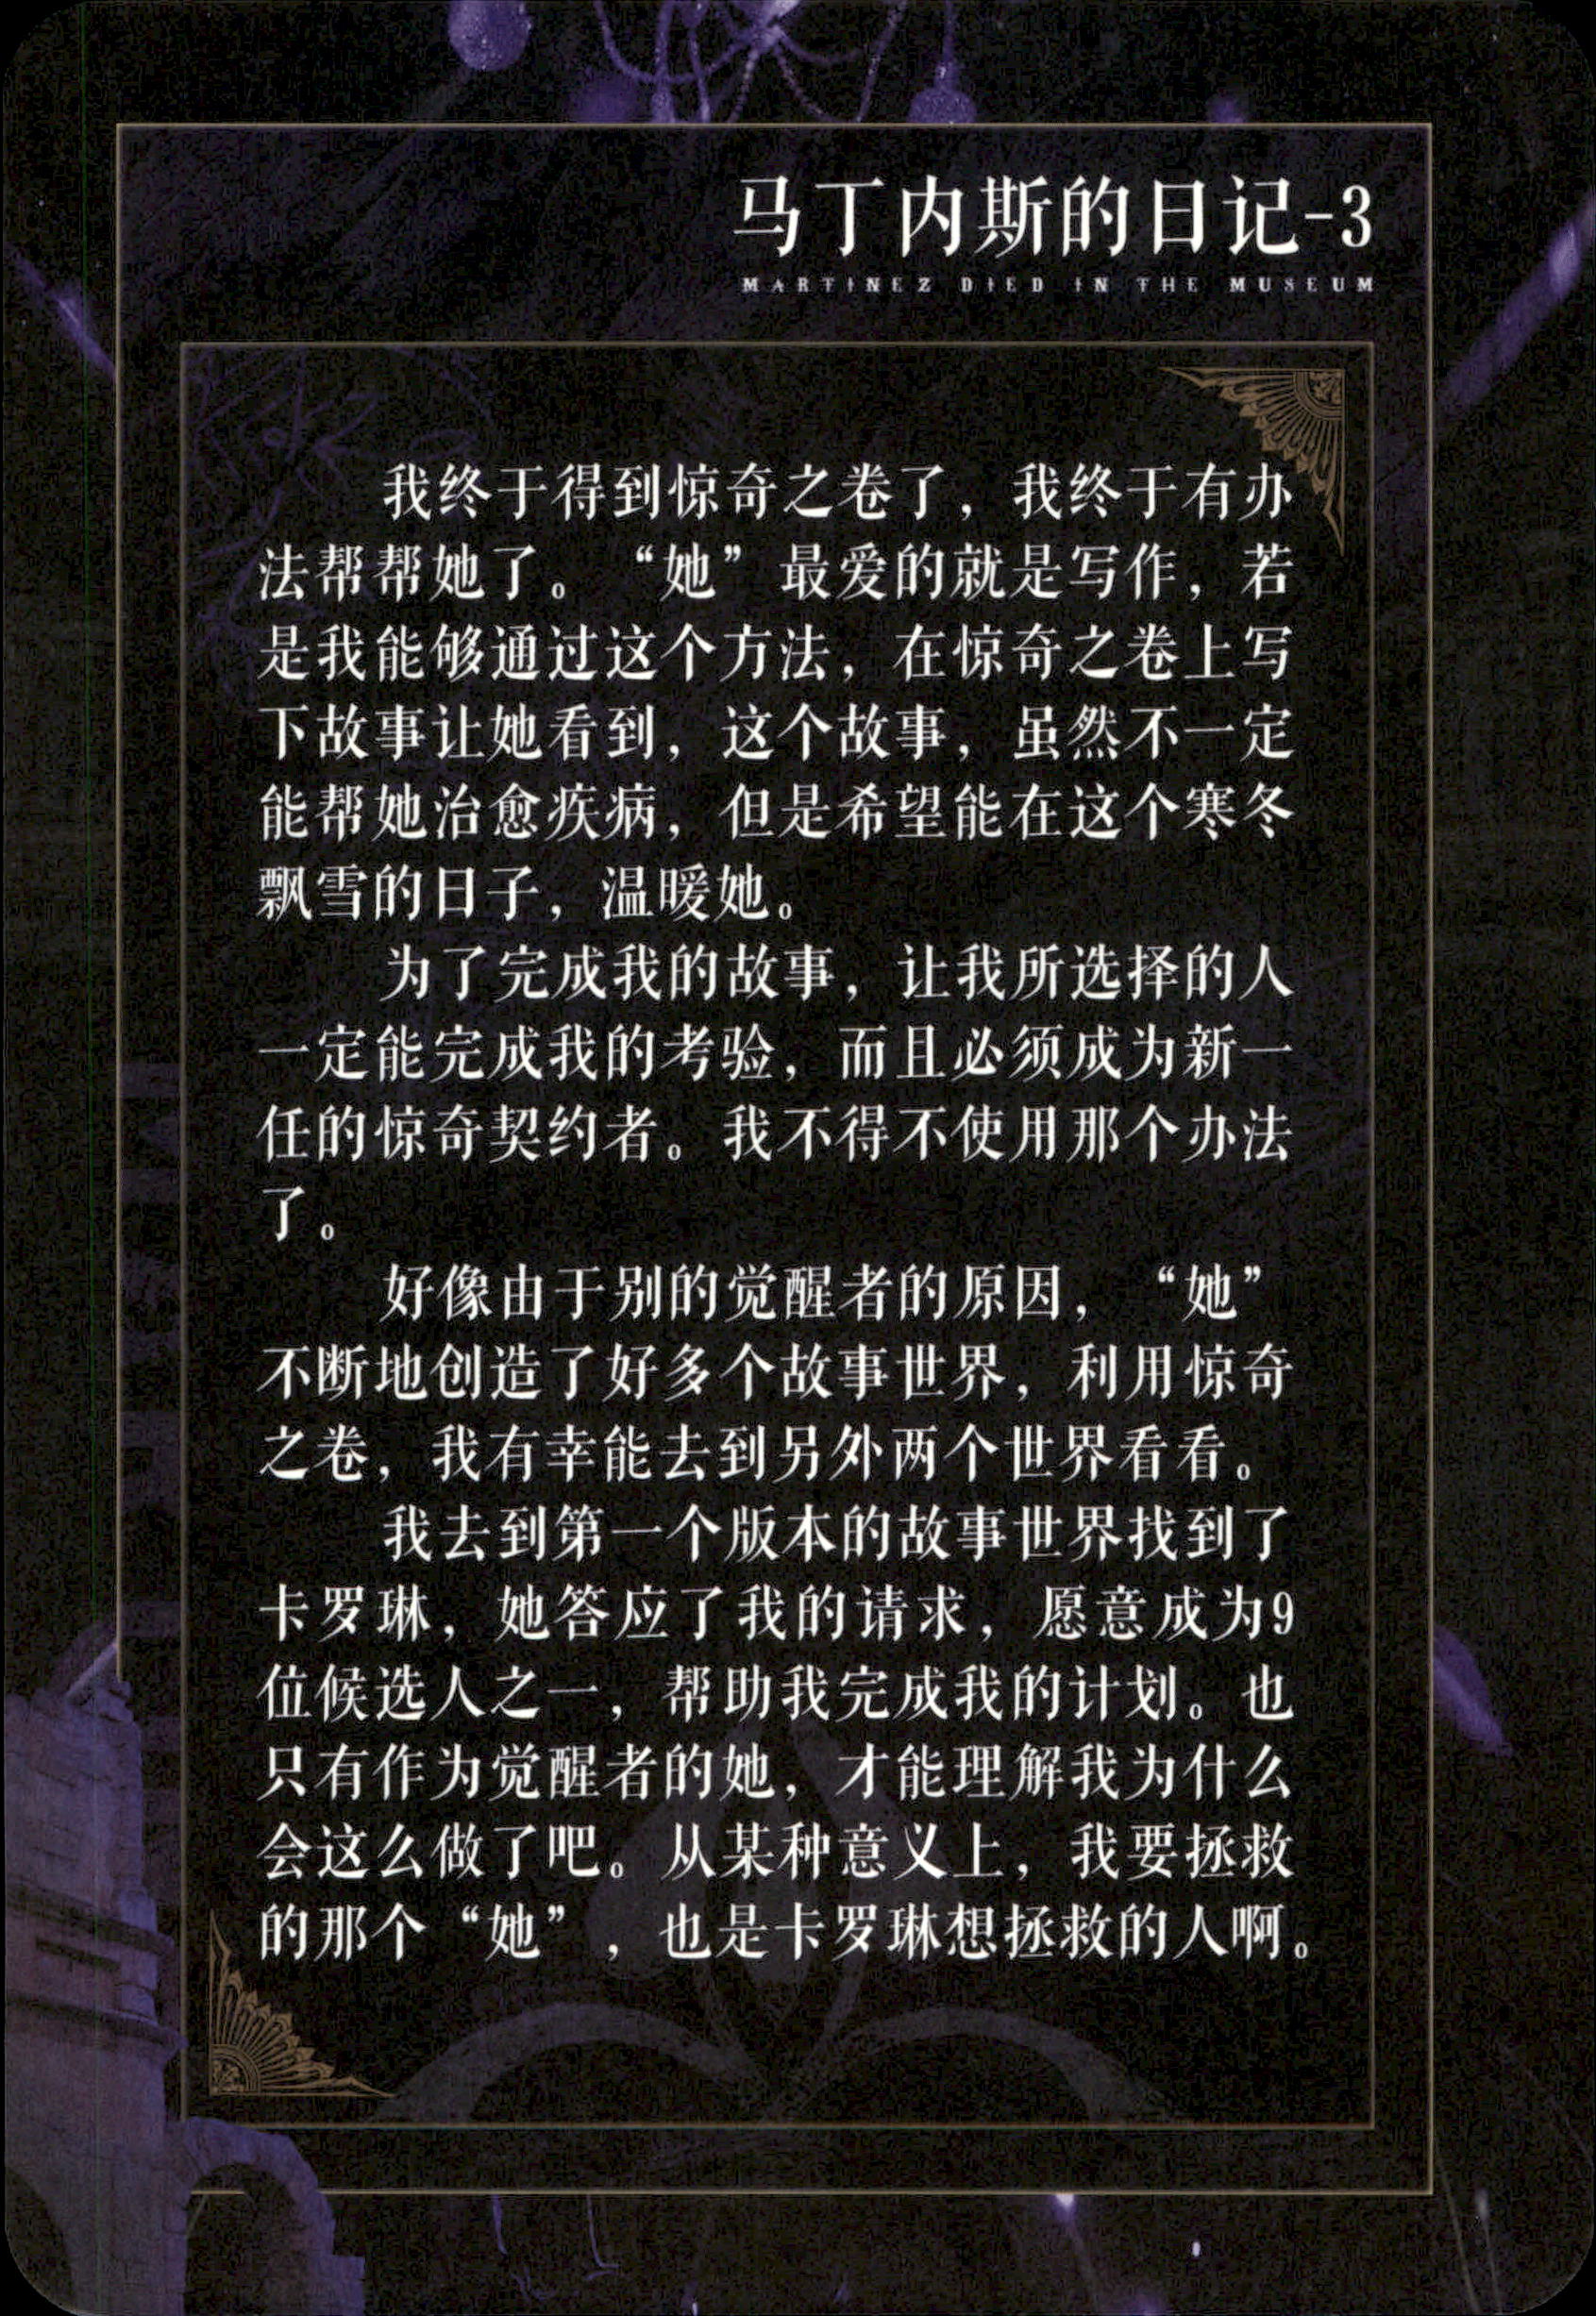 马丁内斯的日记-3
MARTINEZ DIED IN THE MUSEUM
我终于得到惊奇之卷了，我终于有办
法帮帮她了。“她”最爱的就是写作，若
是我能够通过这个方法，在惊奇之卷上写
下故事让她看到，这个故事，虽然不一定
能帮她治愈疾病，但是希望能在这个寒冬
飘雪的日子，温暖她。
为了完成我的故事，让我所选择的人
一定能完成我的考验，而且必须成为新一
任的惊奇契约者。我不得不使用那个办法
了。
好像由于别的觉醒者的原因，“她”
不断地创造了好多个故事世界，利用惊奇
之卷，我有幸能去到另外两个世界看看。
我去到第一个版本的故事世界找到了
卡罗琳，她答应了我的请求，愿意成为9
位候选人之一，帮助我完成我的计划。也
只有作为觉醒者的她，才能理解我为什么
会这么做了吧。从某种意义上，我要拯救
的那个“她”，也是卡罗琳想拯救的人啊。